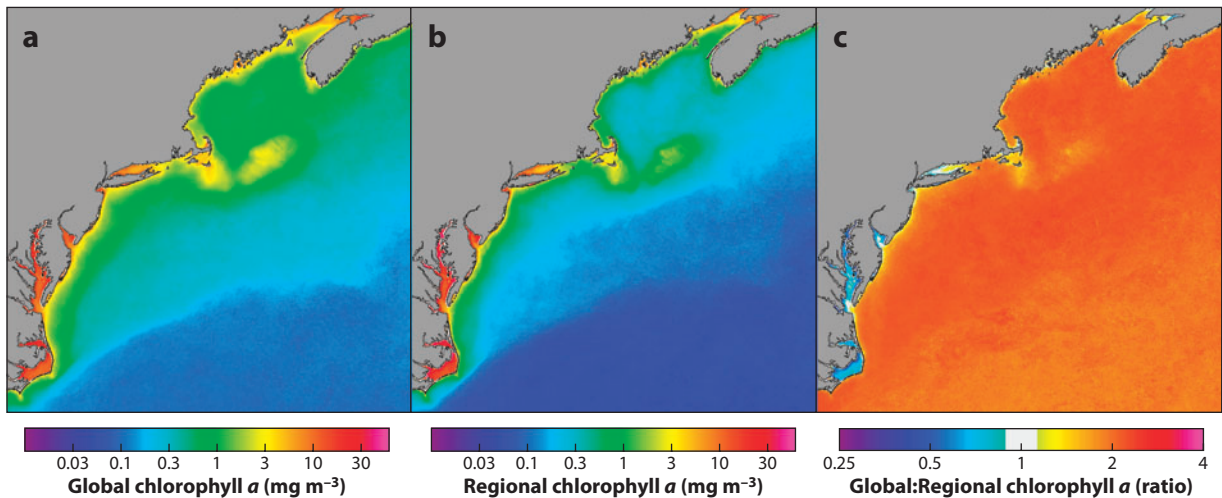 a
b
c
0.03 0.1 0.3 1 3 10 30
Global chlorophyll a (mg m⁻³)
0.03 0.1 0.3 1 3 10 30
Regional chlorophyll a (mg m⁻³)
0.25 0.5 1 2 4
Global:Regional chlorophyll a (ratio)